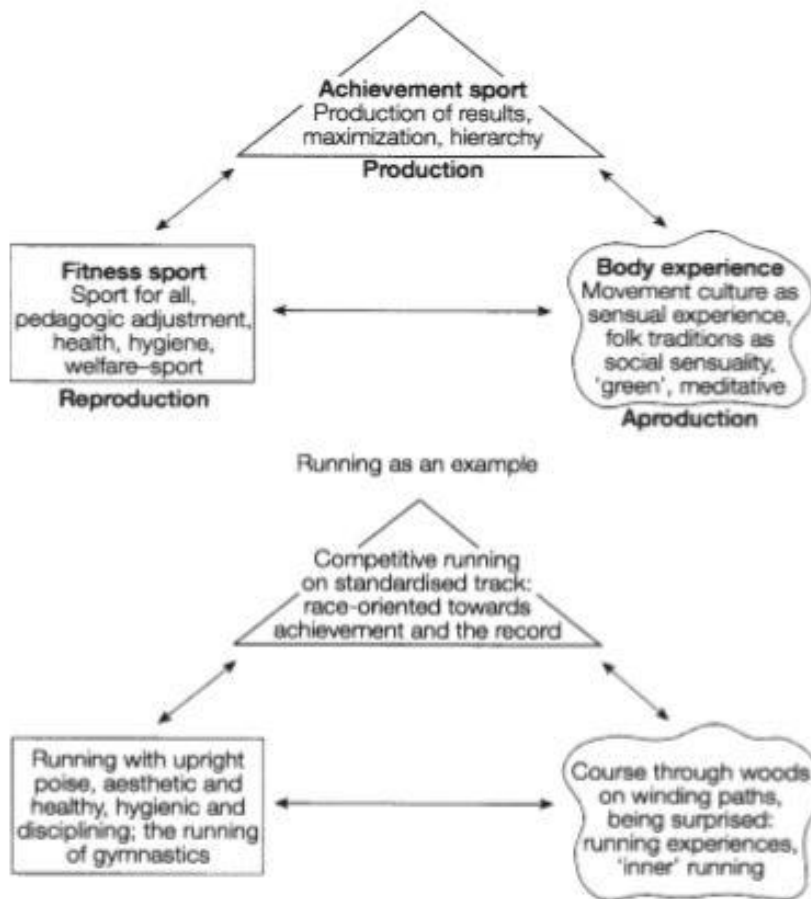 Achievement sport
Production of results,
maximization, hierarchy
Production
Fitness sport
Sport for all,
pedagogic adjustment,
health, hygiene,
welfare–sport
Reproduction
Body experience
Movement culture as
sensual experience,
folk traditions as
social sensuality,
'green', meditative
Aproduction
Running as an example
Competitive running
on standardised track:
race-oriented towards
achievement and the record
Running with upright
poise, aesthetic and
healthy, hygienic and
disciplining; the running
of gymnastics
Course through woods
on winding paths,
being surprised:
running experiences,
'inner' running